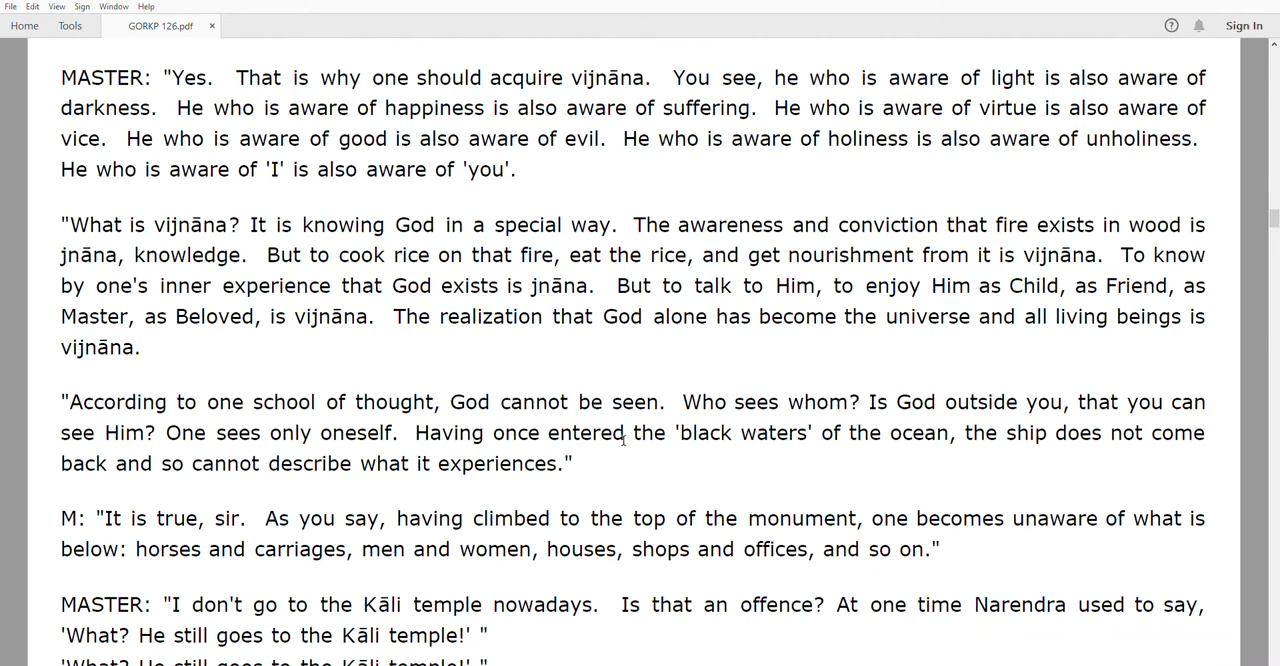 File Edit View Sign Window Help
Home Tools GORKP 126.pdf × Sign In
MASTER: "Yes. That is why one should acquire vijnāna. You see, he who is aware of light is also aware of
darkness. He who is aware of happiness is also aware of suffering. He who is aware of virtue is also aware of
vice. He who is aware of good is also aware of evil. He who is aware of holiness is also aware of unholiness.
He who is aware of 'I' is also aware of 'you'.
"What is vijnāna? It is knowing God in a special way. The awareness and conviction that fire exists in wood is
jnāna, knowledge. But to cook rice on that fire, eat the rice, and get nourishment from it is vijnāna. To know
by one's inner experience that God exists is jnāna. But to talk to Him, to enjoy Him as Child, as Friend, as
Master, as Beloved, is vijnāna. The realization that God alone has become the universe and all living beings is
vijnāna.
"According to one school of thought, God cannot be seen. Who sees whom? Is God outside you, that you can
see Him? One sees only oneself. Having once entered the 'black waters' of the ocean, the ship does not come
back and so cannot describe what it experiences."
M: "It is true, sir. As you say, having climbed to the top of the monument, one becomes unaware of what is
below: horses and carriages, men and women, houses, shops and offices, and so on."
MASTER: "I don't go to the Kāli temple nowadays. Is that an offence? At one time Narendra used to say,
'What? He still goes to the Kāli temple!' "
'What? He still goes to the Kāli temple!' "